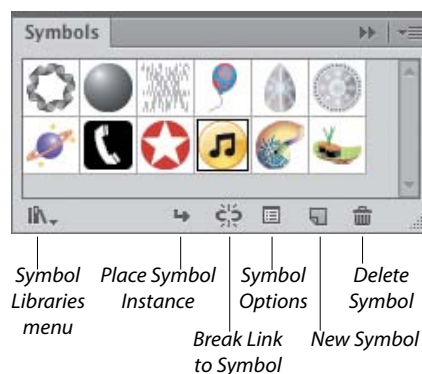 Symbols
Symbol Libraries menu
Place Symbol Instance
Symbol Options
Delete Symbol
Break Link to Symbol
New Symbol